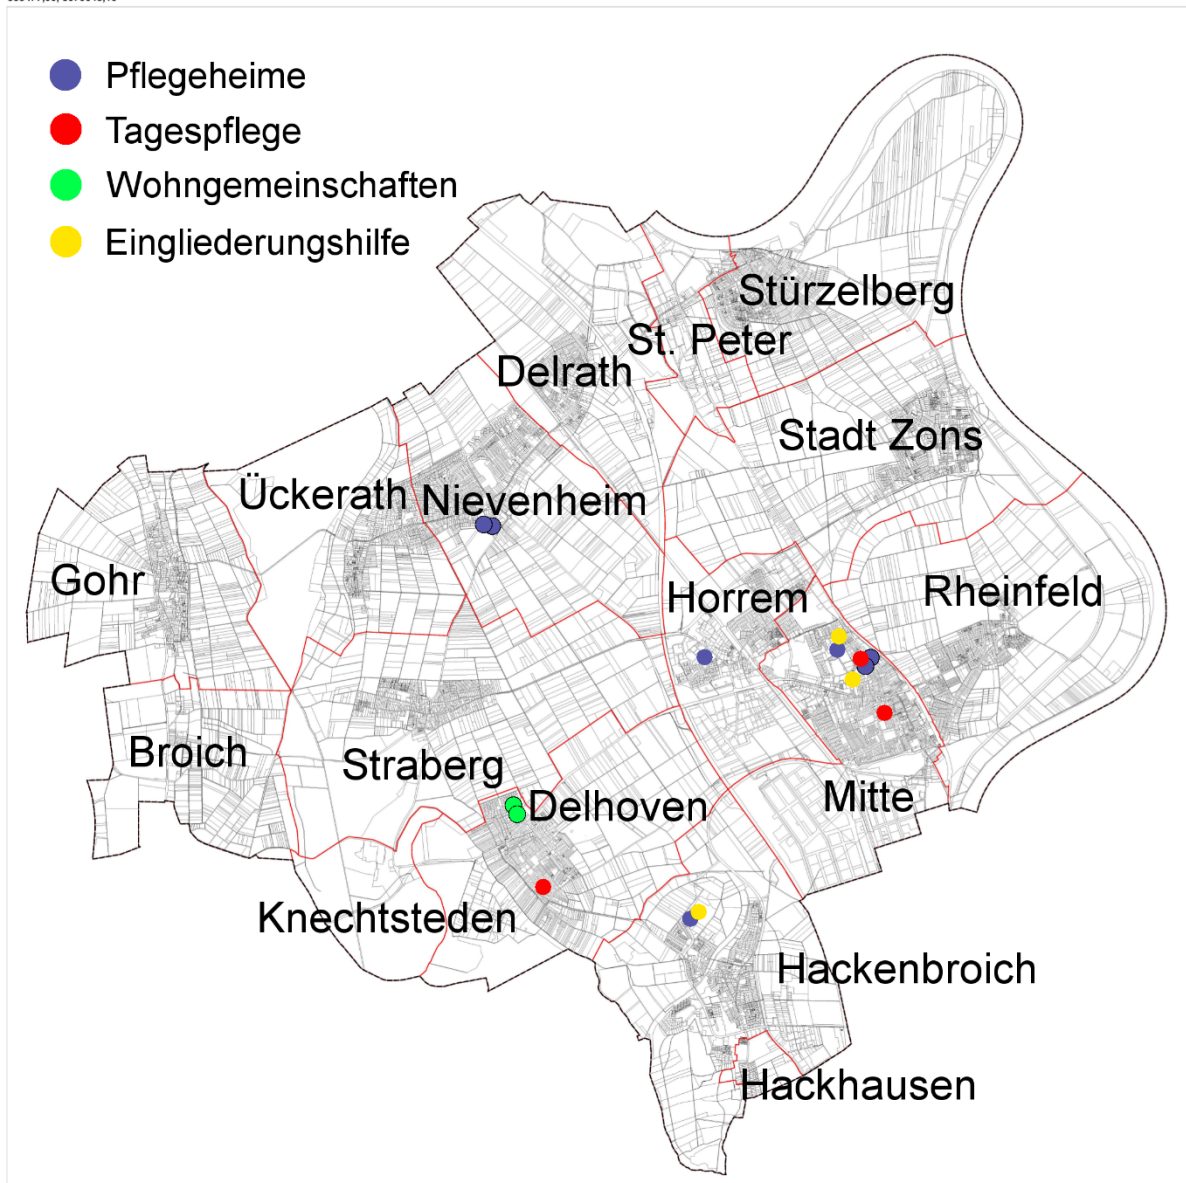 Pflegeheime
Tagespflege
Wohngemeinschaften
Eingliederungshilfe
Stürzelberg
St. Peter
Delrath
Stadt Zons
Ückerath
Nievenheim
Gohr
Horrem
Rheinfeld
Broich
Straberg
Mitte
Delhoven
Knechtsteden
Hackenbroich
Hackhausen